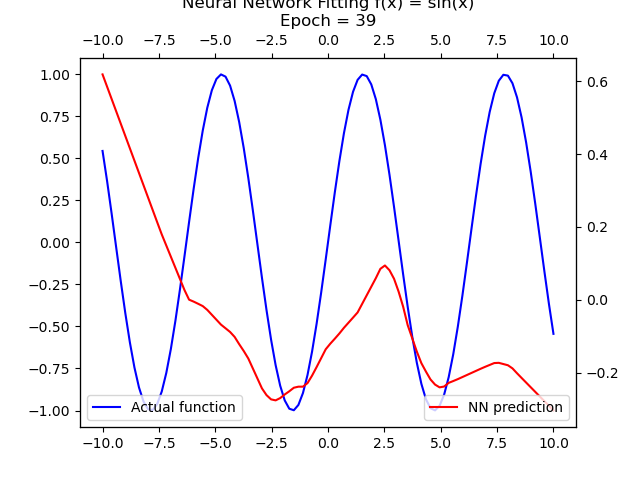 Neural Network Fitting f(x) = sin(x)
Epoch = 39
−10.0 −7.5 −5.0 −2.5 0.0 2.5 5.0 7.5 10.0
1.00
0.75
0.50
0.25
0.00
−0.25
−0.50
−0.75
−1.00
0.6
0.4
0.2
0.0
−0.2
Actual function
NN prediction
−10.0 −7.5 −5.0 −2.5 0.0 2.5 5.0 7.5 10.0